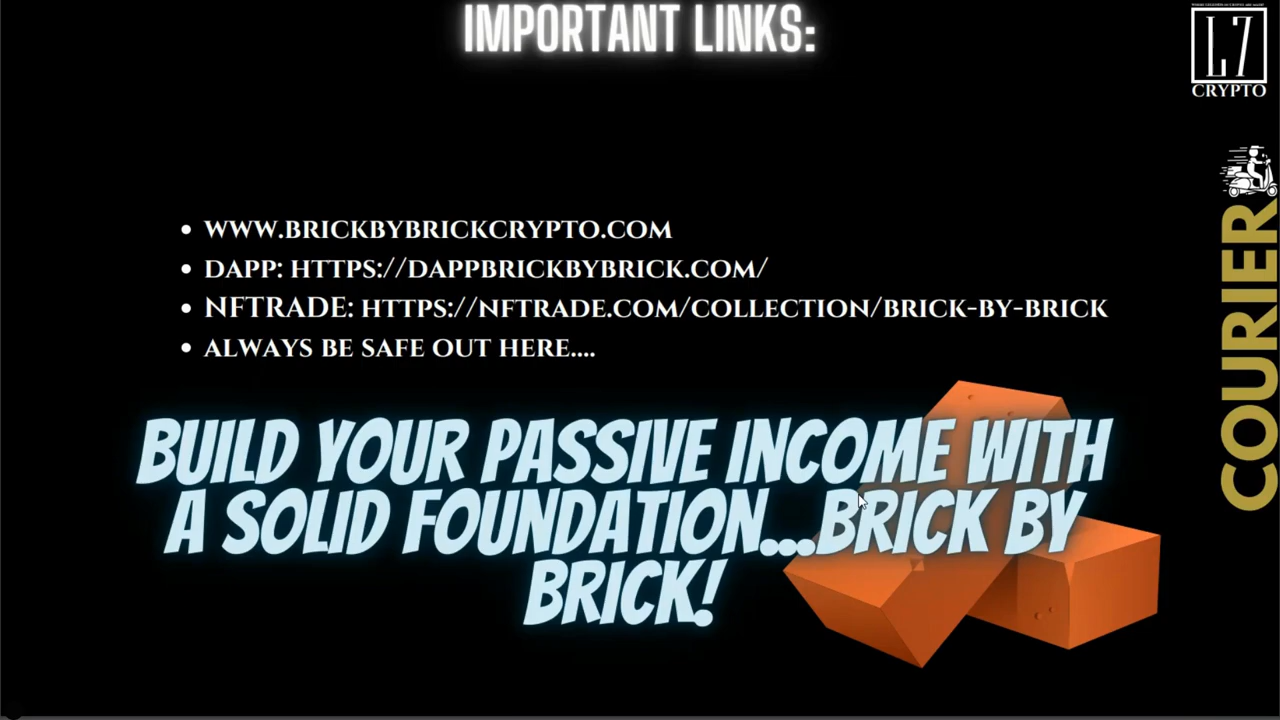 IMPORTANT LINKS:
L7
CRYPTO
• WWW.BRICKBYBRICKCRYPTO.COM
• DAPP: HTTPS://DAPPBRICKBYBRICK.COM/
• NFTRADE: HTTPS://NFTRADE.COM/COLLECTION/BRICK-BY-BRICK
• ALWAYS BE SAFE OUT HERE....
BUILD YOUR PASSIVE INCOME WITH
A SOLID FOUNDATION...BRICK BY
BRICK!
COURIER